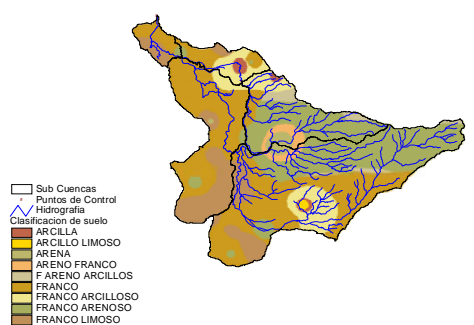 Sub Cuencas
Puntos de Control
Hidrografia
Clasificacion de suelo
ARCILLA
ARCILLO LIMOSO
ARENA
ARENO FRANCO
F ARENO ARCILLOS
FRANCO
FRANCO ARCILLOSO
FRANCO ARENOSO
FRANCO LIMOSO